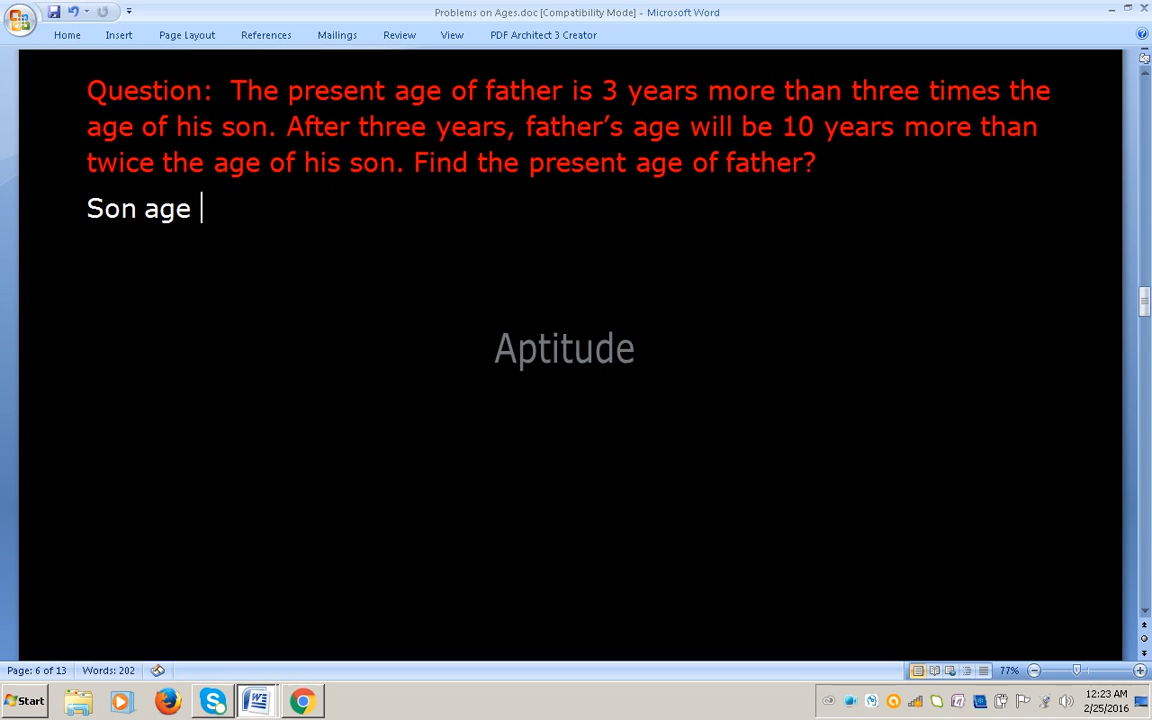 Problems on Ages.doc [Compatibility Mode] - Microsoft Word
Home Insert Page Layout References Mailings Review View PDF Architect 3 Creator
Question: The present age of father is 3 years more than three times the
age of his son. After three years, father’s age will be 10 years more than
twice the age of his son. Find the present age of father?
Son age
Aptitude
Page: 6 of 13 Words: 202 77%
Start 12:23 AM
2/25/2016